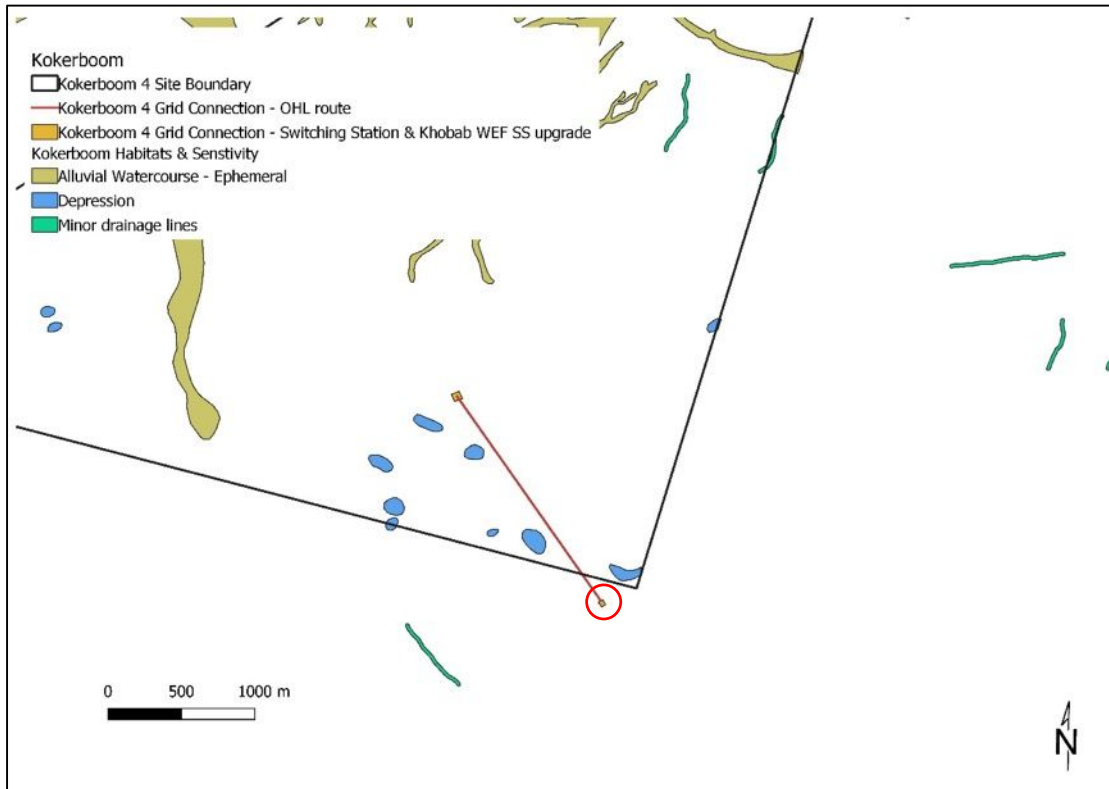 Kokerboom
Kokerboom 4 Site Boundary
Kokerboom 4 Grid Connection - OHL route
Kokerboom 4 Grid Connection - Switching Station & Khobab WEF SS upgrade
Kokerboom Habitats & Senstivity
Alluvial Watercourse - Ephemeral
Depression
Minor drainage lines
0 500 1000 m
N